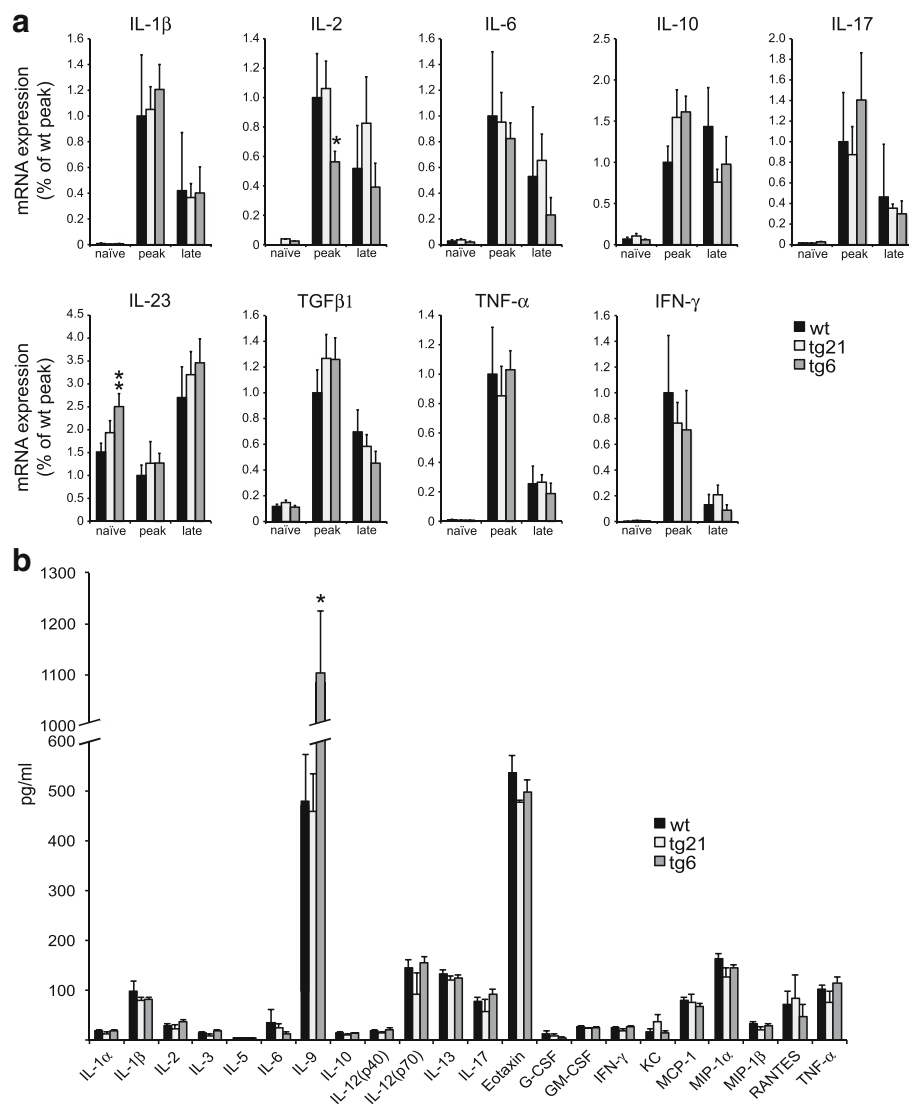 a
IL-1β IL-2 IL-6 IL-10 IL-17
mRNA expression
(% of wt peak)
1.6 1.4 1.2 1.0 0.8 0.6 0.4 0.2 0
naïve peak late
1.4 1.2 1.0 0.8 0.6 0.4 0.2 0
*
naïve peak late
1.6 1.4 1.2 1.0 0.8 0.6 0.4 0.2 0
naïve peak late
2.5 2.0 1.5 1.0 0.5 0
naïve peak late
2.0 1.8 1.6 1.4 1.2 1.0 0.8 0.6 0.4 0.2 0
naïve peak late
IL-23 TGFβ1 TNF-α IFN-γ
mRNA expression
(% of wt peak)
4.5 4.0 3.5 3.0 2.5 2.0 1.5 1.0 0.5 0
**
naïve peak late
1.6 1.4 1.2 1.0 0.8 0.6 0.4 0.2 0
naïve peak late
1.4 1.2 1.0 0.8 0.6 0.4 0.2 0
naïve peak late
1.6 1.4 1.2 1.0 0.8 0.6 0.4 0.2 0
naïve peak late
wt
tg21
tg6
b
pg/ml
1300
1200
1100
1000
600
500
400
300
200
100
*
wt
tg21
tg6
IL-1α IL-1β IL-2 IL-3 IL-5 IL-6 IL-9 IL-10 IL-12(p40) IL-12(p70) IL-13 IL-17 Eotaxin G-CSF GM-CSF IFN-γ KC MCP-1 MIP-1α MIP-1β RANTES TNF-α